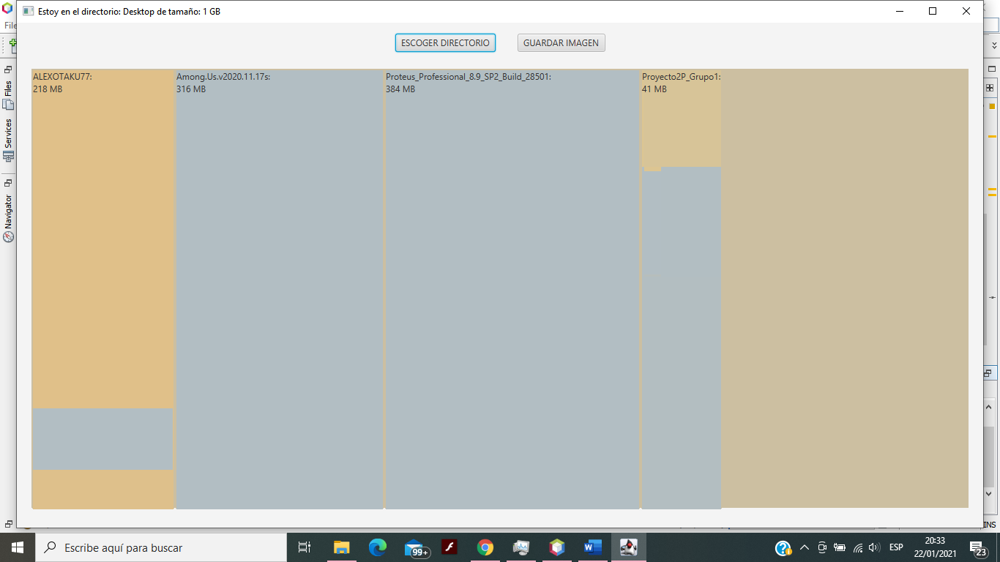 Estoy en el directorio: Desktop de tamaño: 1 GB
File
ESCOGER DIRECTORIO
GUARDAR IMAGEN
ALEXOTAKU77:
218 MB
Among.Us.v2020.11.17s:
316 MB
Proteus_Professional_8.9_SP2_Build_28501:
384 MB
Proyecto2P_Grupo1:
41 MB
Files
Services
Navigator
INS
Escribe aquí para buscar
99+
ESP
20:33
22/01/2021
23